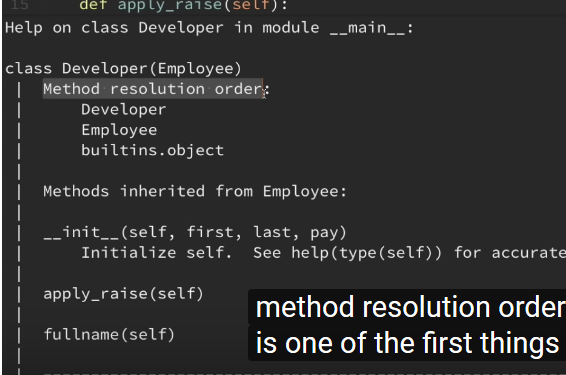 15 def apply_raise(self):
Help on class Developer in module __main__:
class Developer(Employee)
| Method resolution order:
| Developer
| Employee
| builtins.object
|
| Methods inherited from Employee:
|
| __init__(self, first, last, pay)
| Initialize self. See help(type(self)) for accurate
|
| apply_raise(self)
|
| fullname(self)
|
method resolution order
is one of the first things